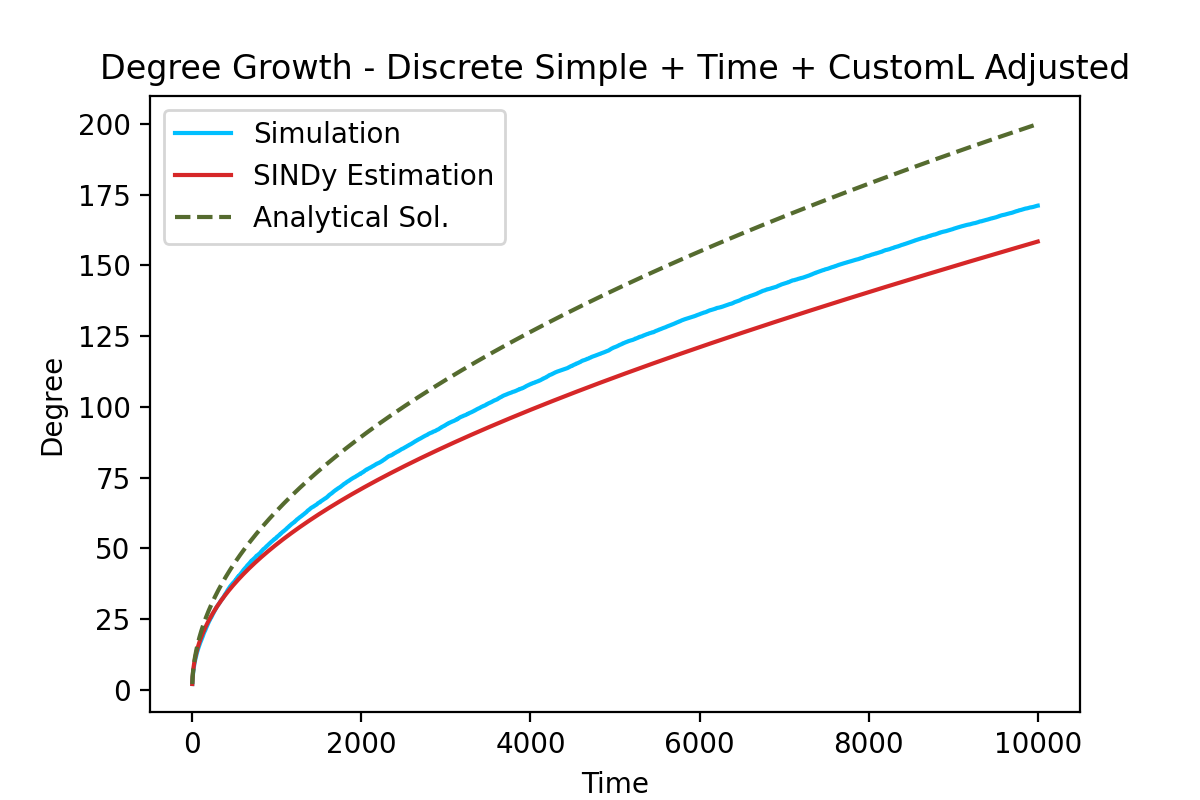 Degree Growth - Discrete Simple + Time + CustomL Adjusted
Simulation
SINDy Estimation
Analytical Sol.
200
175
150
125
100
75
50
25
0
Degree
0 2000 4000 6000 8000 10000
Time